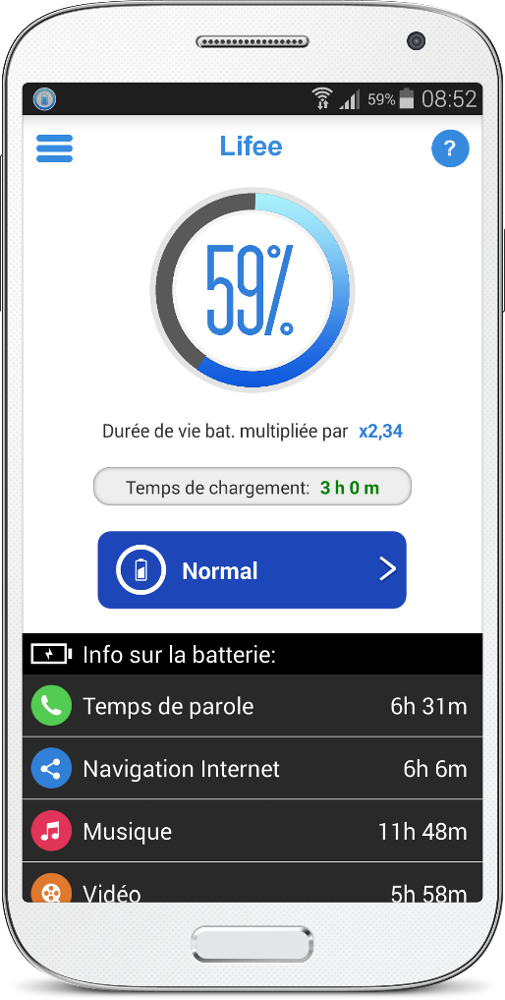 59% 08:52
Lifee ?
59%
Durée de vie bat. multipliée par x2,34
Temps de chargement: 3 h 0 m
Normal
Info sur la batterie:
Temps de parole 6h 31m
Navigation Internet 6h 6m
Musique 11h 48m
Vidéo 5h 58m